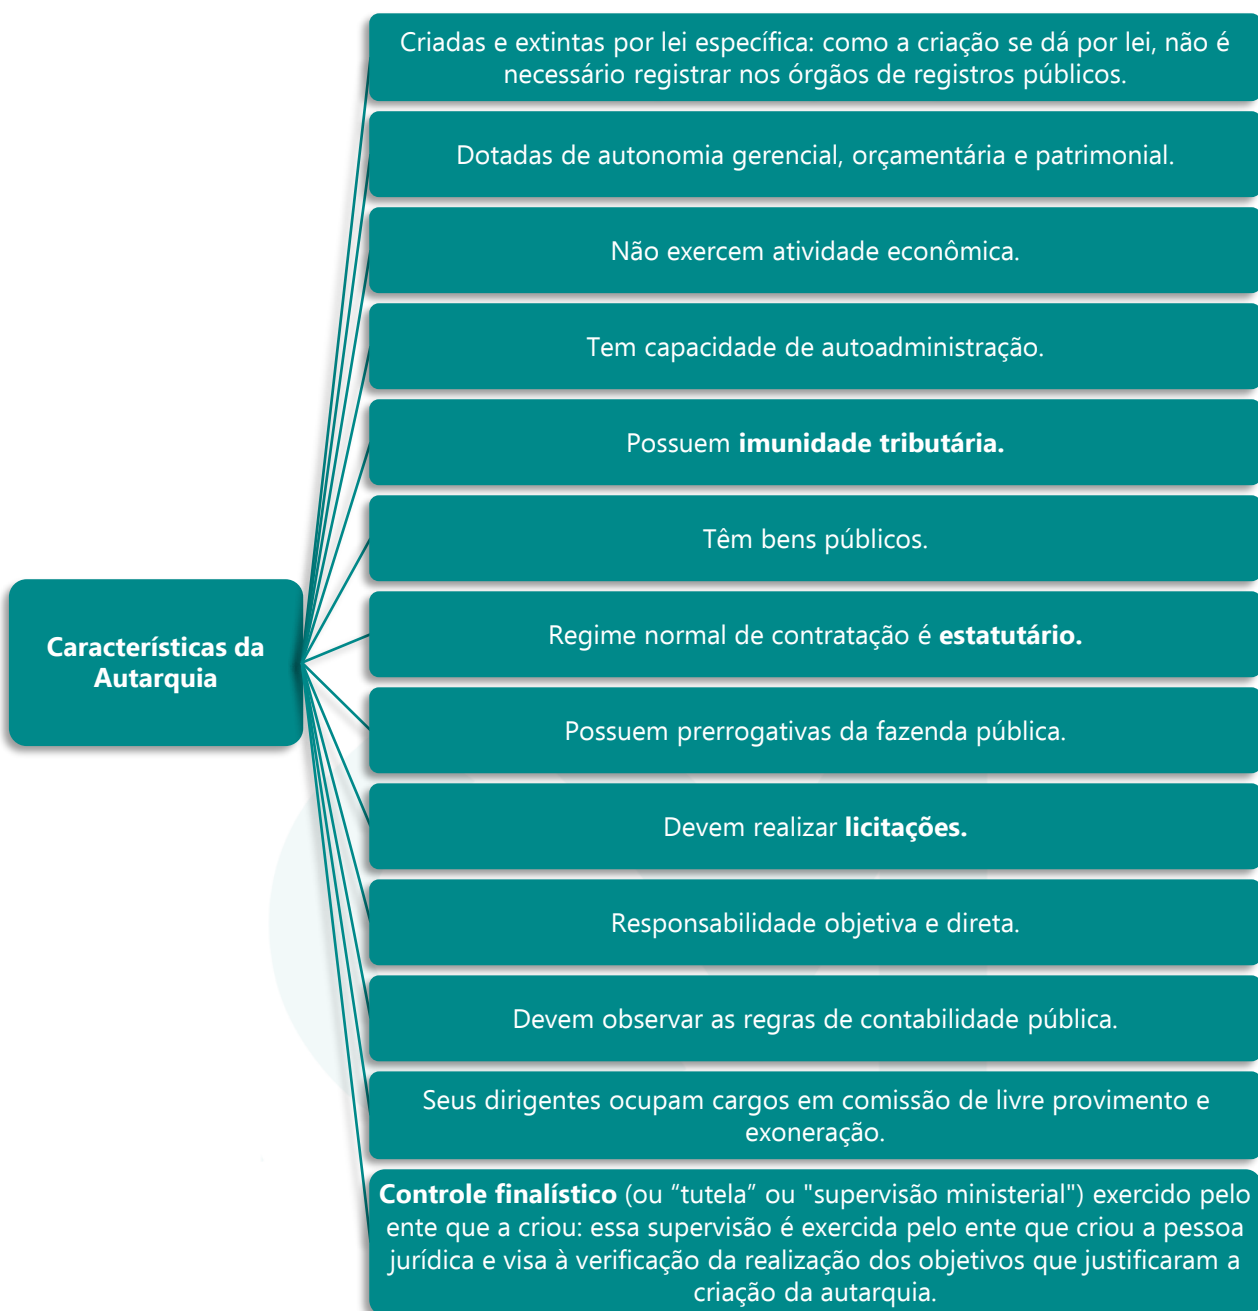 Criadas e extintas por lei específica: como a criação se dá por lei, não é
necessário registrar nos órgãos de registros públicos.
Dotadas de autonomia gerencial, orçamentária e patrimonial.
Não exercem atividade econômica.
Tem capacidade de autoadministração.
Possuem imunidade tributária.
Têm bens públicos.
Características da
Autarquia
Regime normal de contratação é estatutário.
Possuem prerrogativas da fazenda pública.
Devem realizar licitações.
Responsabilidade objetiva e direta.
Devem observar as regras de contabilidade pública.
Seus dirigentes ocupam cargos em comissão de livre provimento e
exoneração.
Controle finalístico (ou “tutela” ou "supervisão ministerial") exercido pelo
ente que a criou: essa supervisão é exercida pelo ente que criou a pessoa
jurídica e visa à verificação da realização dos objetivos que justificaram a
criação da autarquia.